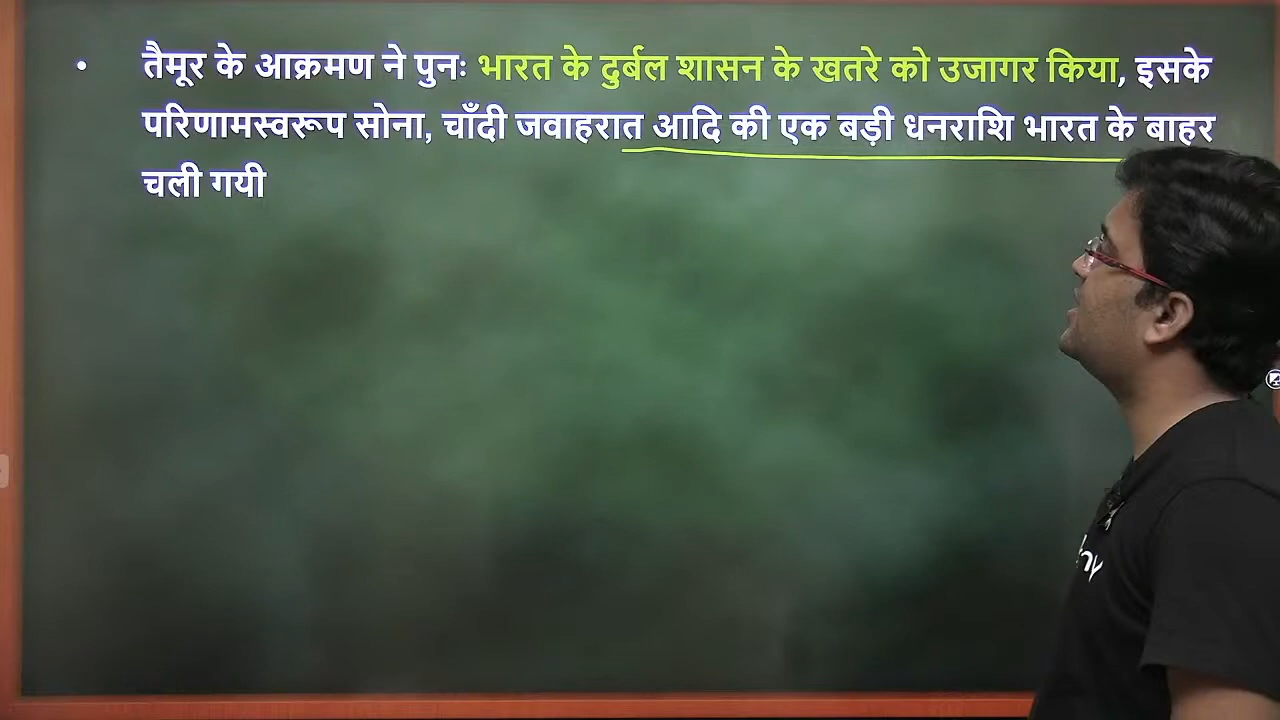 • तैमूर के आक्रमण ने पुनः भारत के दुर्बल शासन के खतरे को उजागर किया, इसके
परिणामस्वरूप सोना, चाँदी जवाहरात आदि की एक बड़ी धनराशि भारत के बाहर
चली गयी